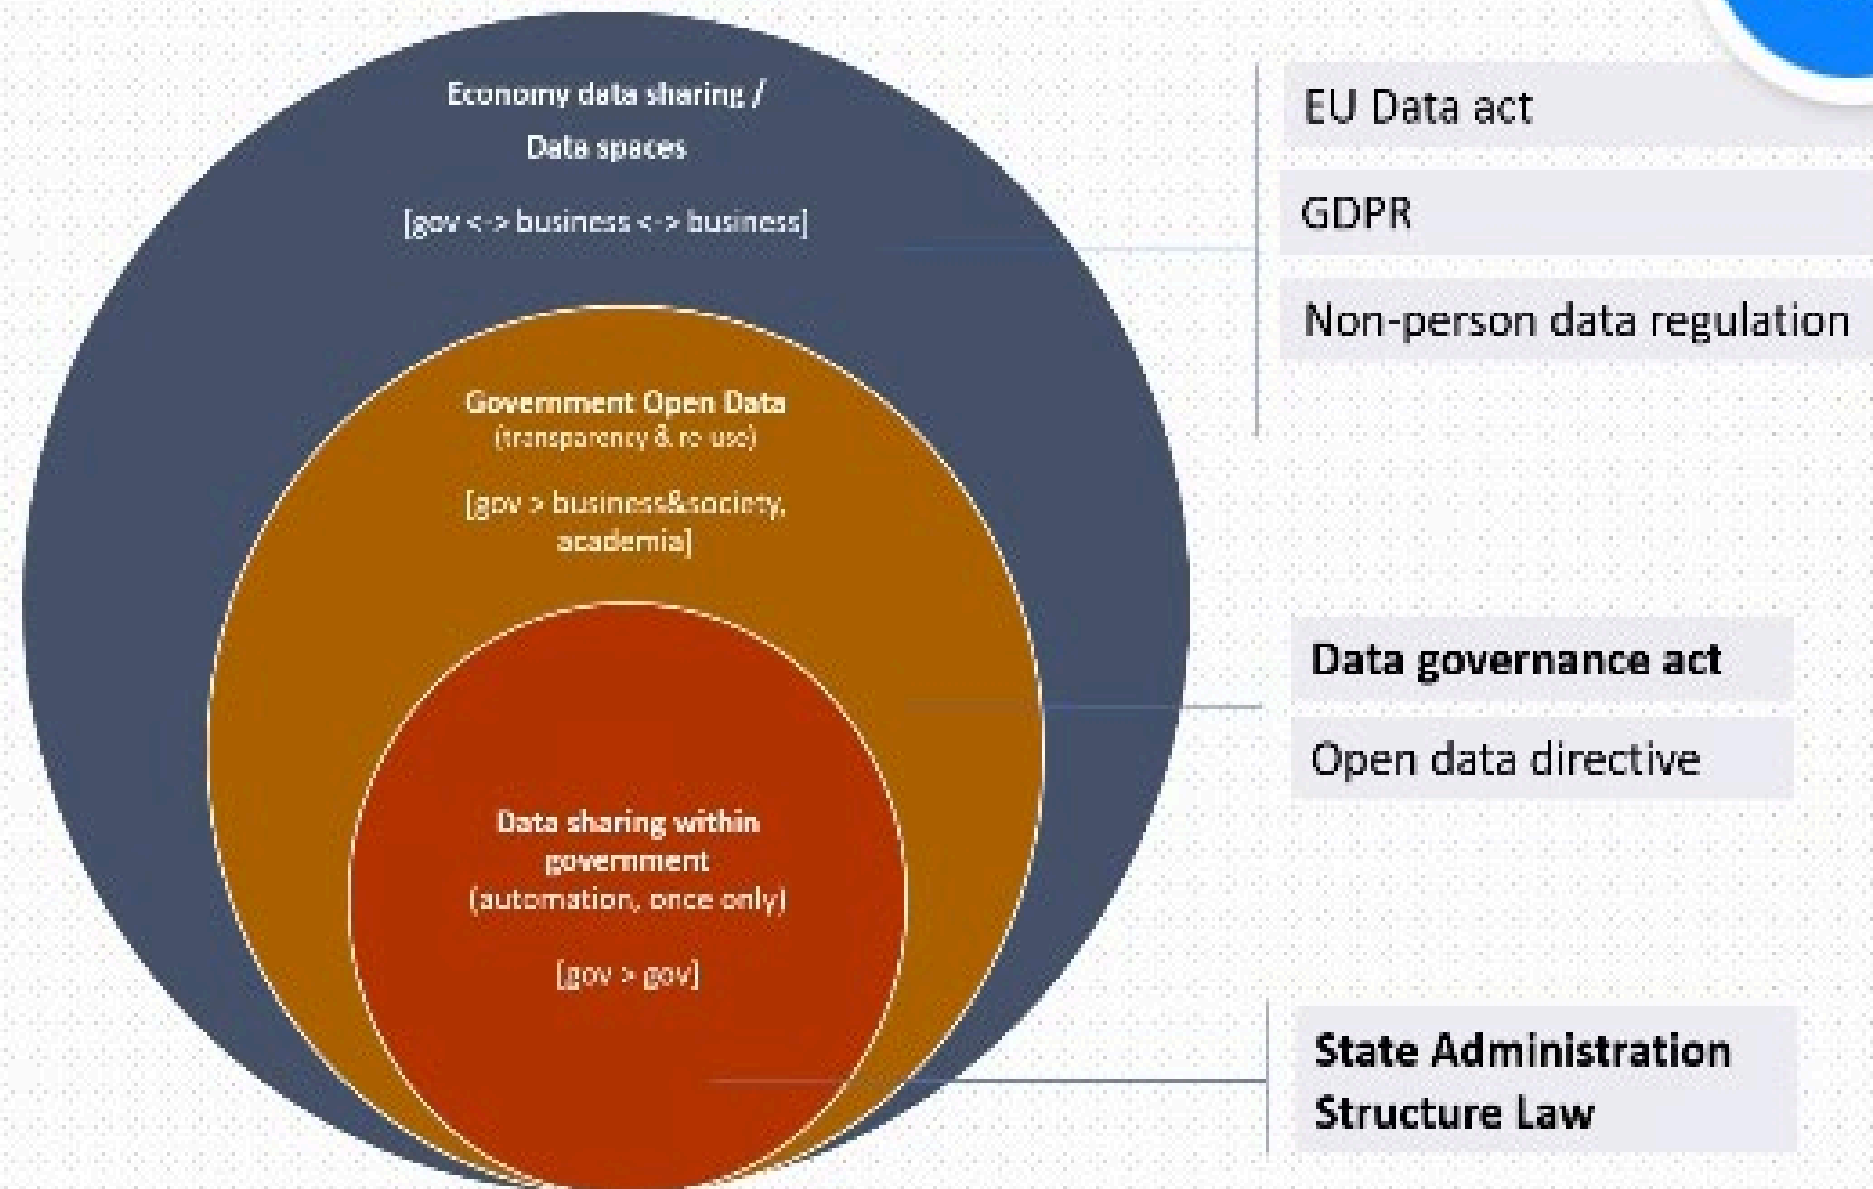 Economy data sharing /
Data spaces
[gov <-> business <-> business]
Government Open Data
(transparency & re-use)
[gov > business&society,
academia]
Data sharing within
government
(automation, once only)
[gov > gov]
EU Data act
GDPR
Non-person data regulation
Data governance act
Open data directive
State Administration
Structure Law